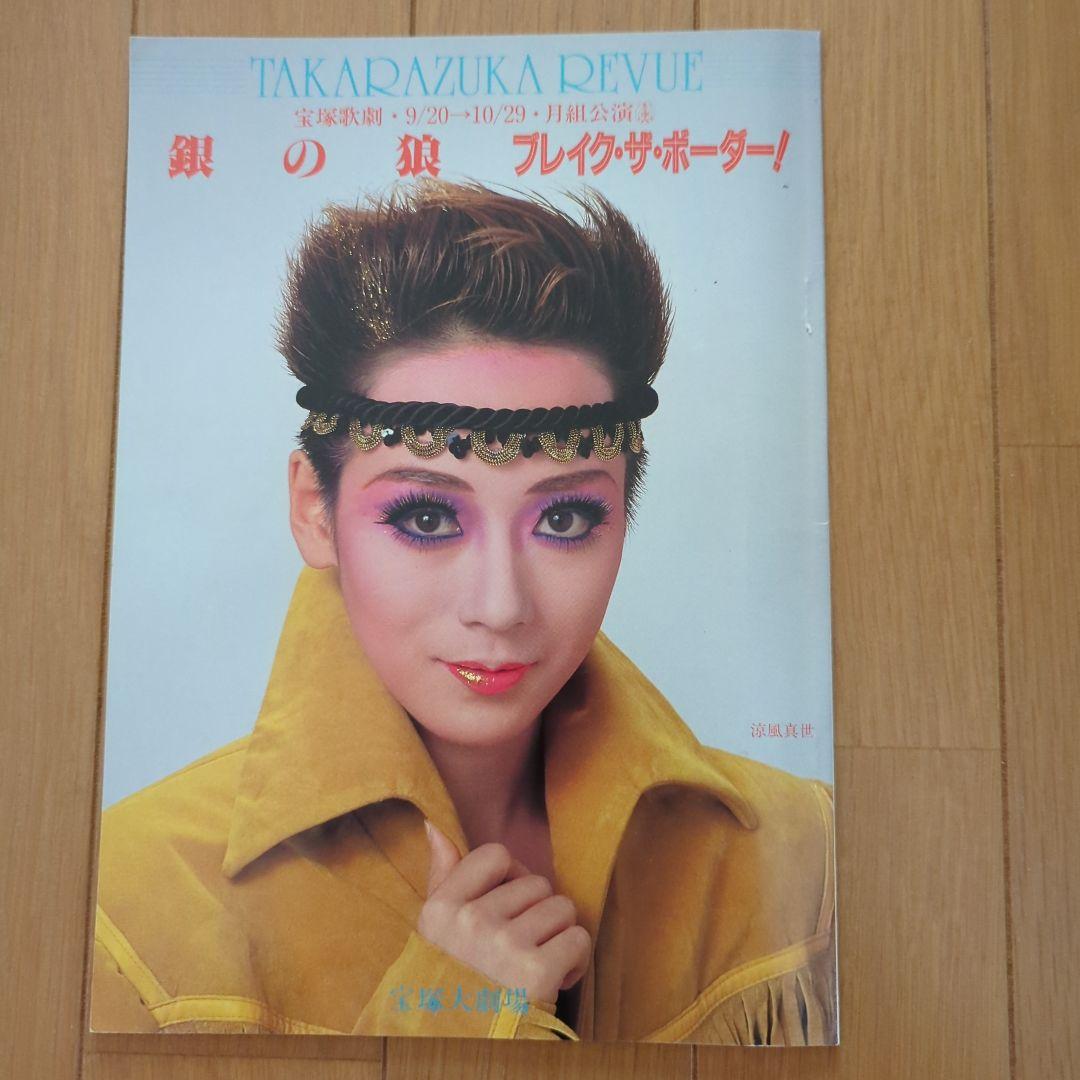 TAKARAZUKA REVUE
宝塚歌劇・9/20→10/29・月組公演
銀の狼 ブレイク・ザ・ボーダー!
涼風真世
宝塚大劇場